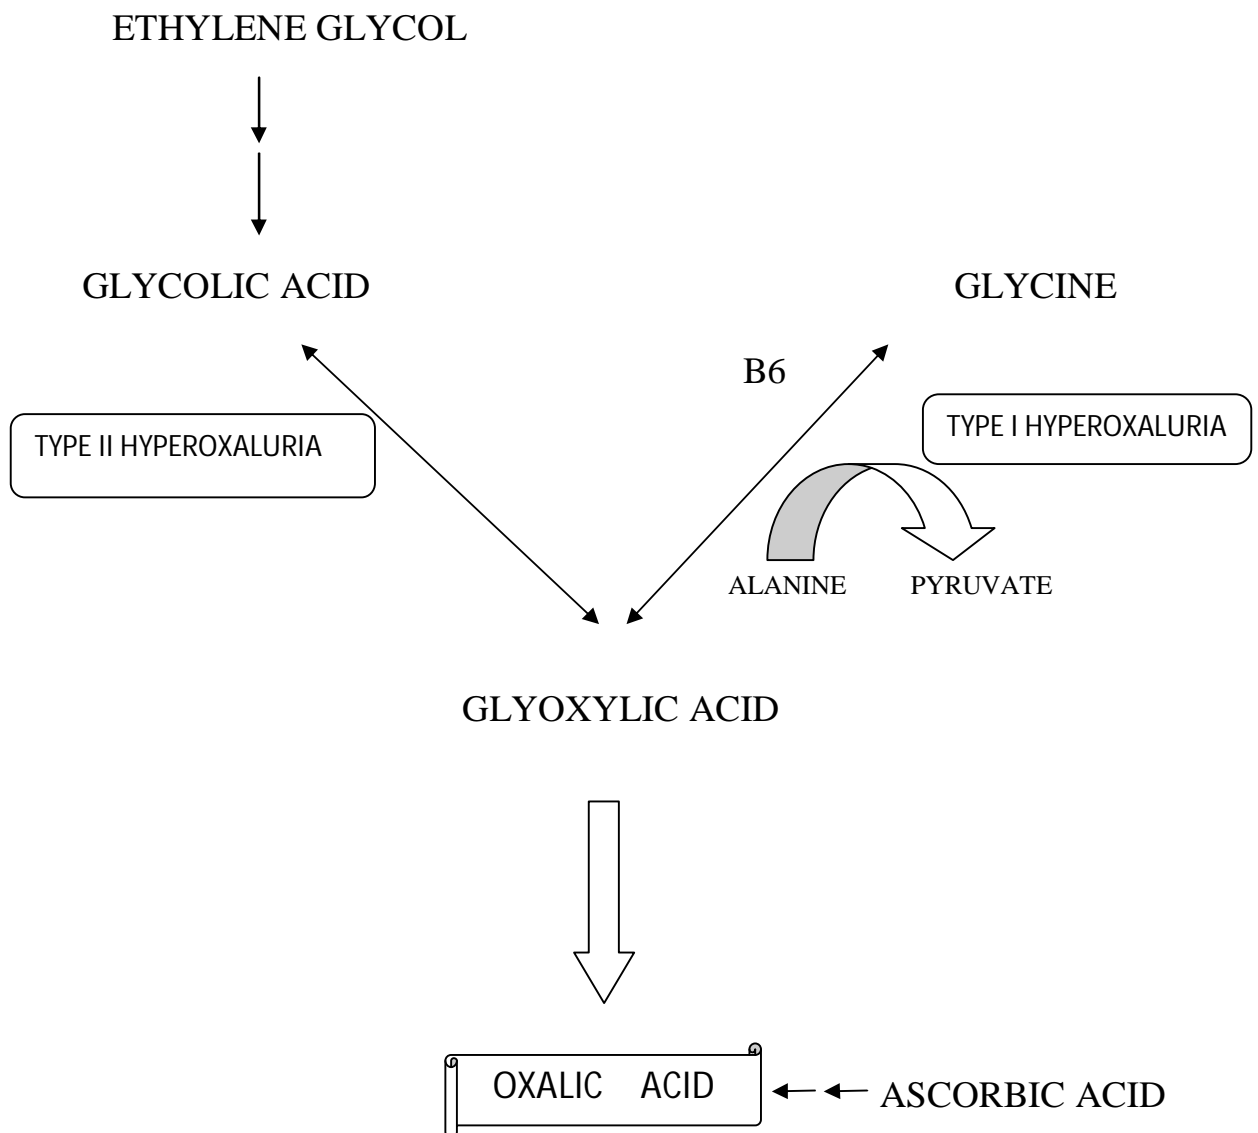 ETHYLENE GLYCOL
GLYCOLIC ACID
GLYCINE
B6
TYPE II HYPEROXALURIA
TYPE I HYPEROXALURIA
ALANINE
PYRUVATE
GLYOXYLIC ACID
OXALIC ACID
ASCORBIC ACID